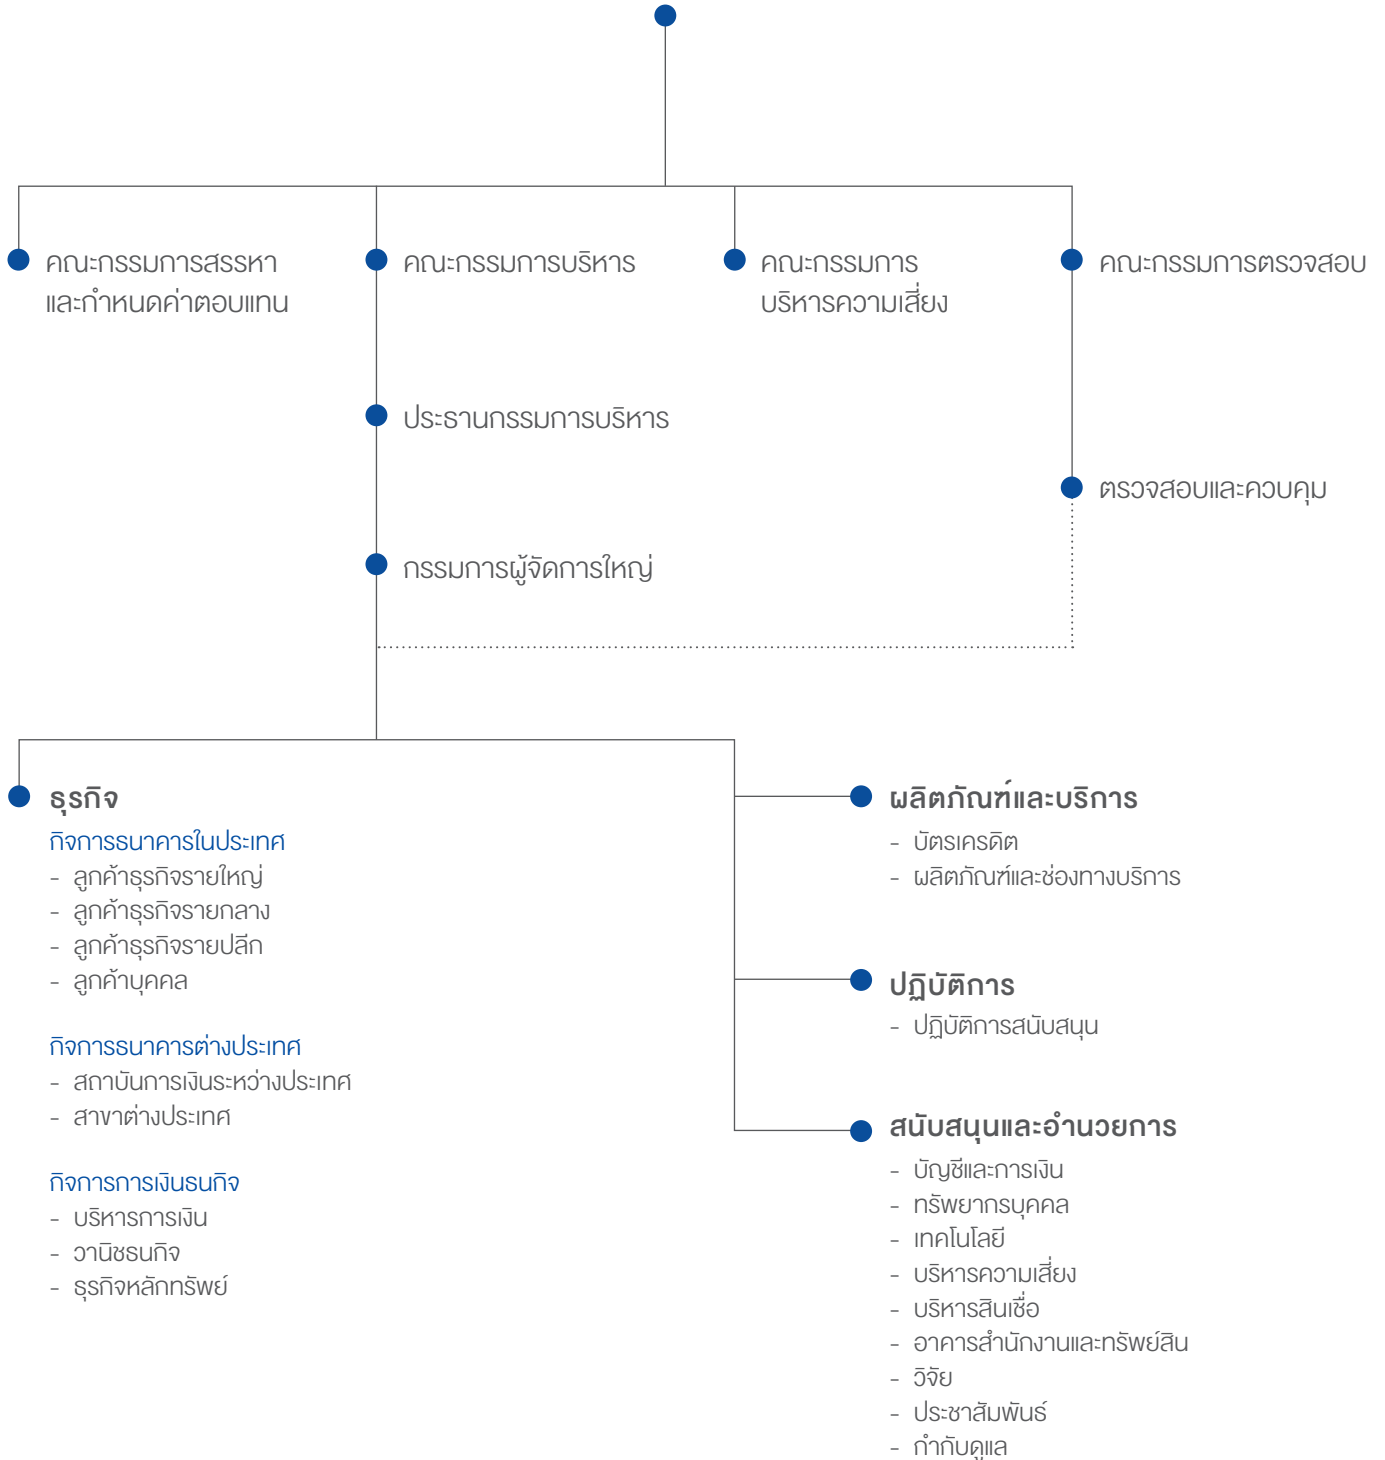 คณะกรรมการสรรหา
และกำหนดค่าตอบแทน
คณะกรรมการบริหาร
คณะกรรมการ
บริหารความเสี่ยง
คณะกรรมการตรวจสอบ
ประธานกรรมการบริหาร
ตรวจสอบและควบคุม
กรรมการผู้จัดการใหญ่
ธุรกิจ
กิจการธนาคารในประเทศ
- ลูกค้าธุรกิจรายใหญ่
- ลูกค้าธุรกิจรายกลาง
- ลูกค้าธุรกิจรายปลีก
- ลูกค้าบุคคล
กิจการธนาคารต่างประเทศ
- สถาบันการเงินระหว่างประเทศ
- สาขาต่างประเทศ
กิจการการเงินธนกิจ
- บริหารการเงิน
- วานิชธนกิจ
- ธุรกิจหลักทรัพย์
ผลิตภัณฑ์และบริการ
- บัตรเครดิต
- ผลิตภัณฑ์และช่องทางบริการ
ปฏิบัติการ
- ปฏิบัติการสนับสนุน
สนับสนุนและอำนวยการ
- บัญชีและการเงิน
- ทรัพยากรบุคคล
- เทคโนโลยี
- บริหารความเสี่ยง
- บริหารสินเชื่อ
- อาคารสำนักงานและทรัพย์สิน
- วิจัย
- ประชาสัมพันธ์
- กำกับดูแล